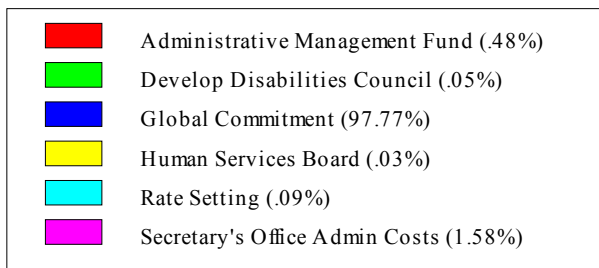 Administrative Management Fund (.48%)
Develop Disabilities Council (.05%)
Global Commitment (97.77%)
Human Services Board (.03%)
Rate Setting (.09%)
Secretary's Office Admin Costs (1.58%)